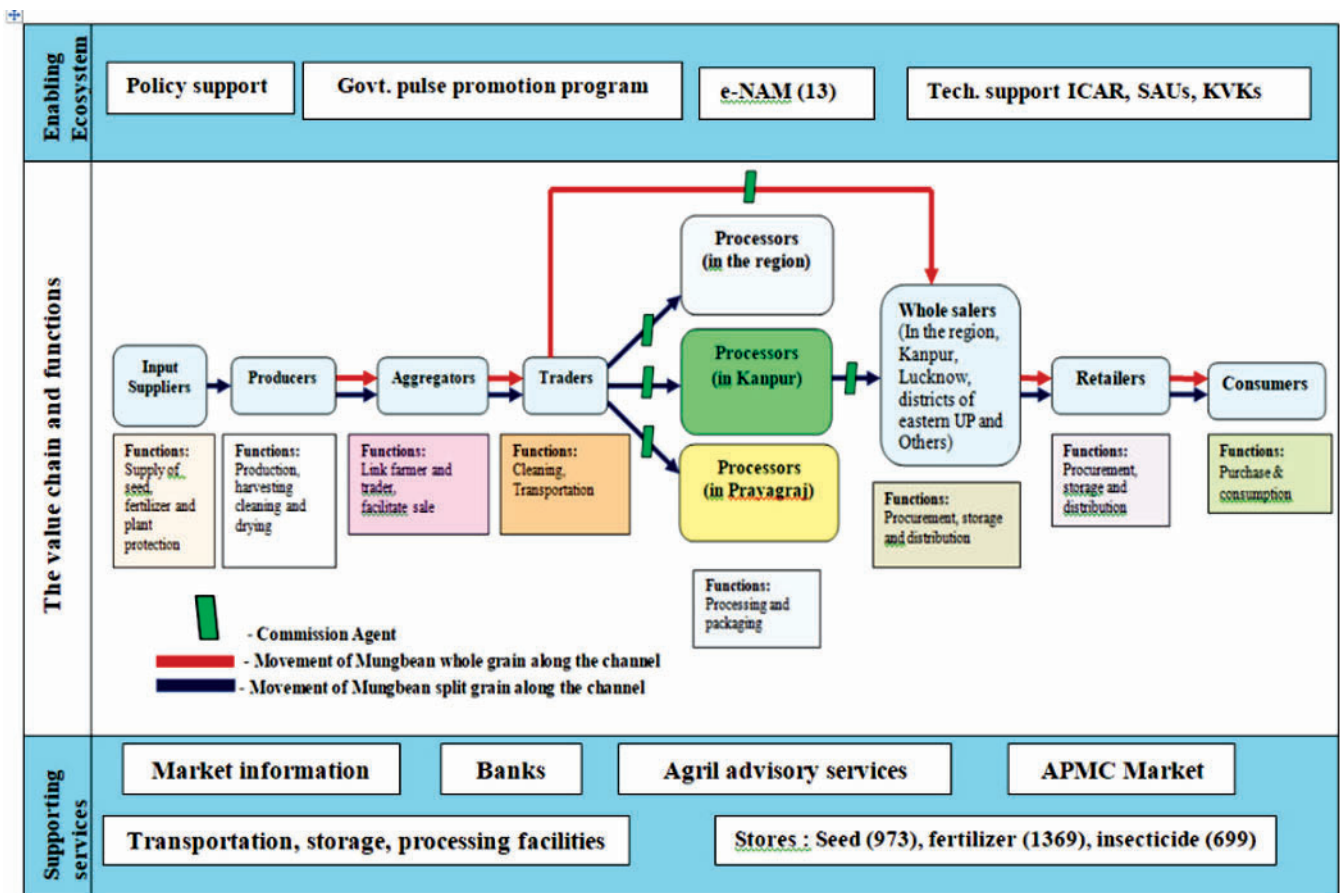 Enabling
Ecosystem
Policy support
Govt. pulse promotion program
e-NAM (13)
Tech. support ICAR, SAUs, KVKs
The value chain and functions
Input
Suppliers
Producers
Aggregators
Traders
Processors
(in the region)
Processors
(in Kanpur)
Processors
(in Prayagraj)
Whole salers
(In the region,
Kanpur,
Lucknow,
districts of
eastern UP and
Others)
Retailers
Consumers
Functions:
Supply of
seed,
fertilizer and
plant
protection
Functions:
Production,
harvesting
cleaning and
drying
Functions:
Link farmer and
trader,
facilitate sale
Functions:
Cleaning,
Transportation
Functions:
Processing and
packaging
Functions:
Procurement, storage
and distribution
Functions:
Procurement,
storage and
distribution
Functions:
Purchase &
consumption
- Commission Agent
- Movement of Mungbean whole grain along the channel
- Movement of Mungbean split grain along the channel
Supporting
services
Market information
Banks
Agril advisory services
APMC Market
Transportation, storage, processing facilities
Stores : Seed (973), fertilizer (1369), insecticide (699)